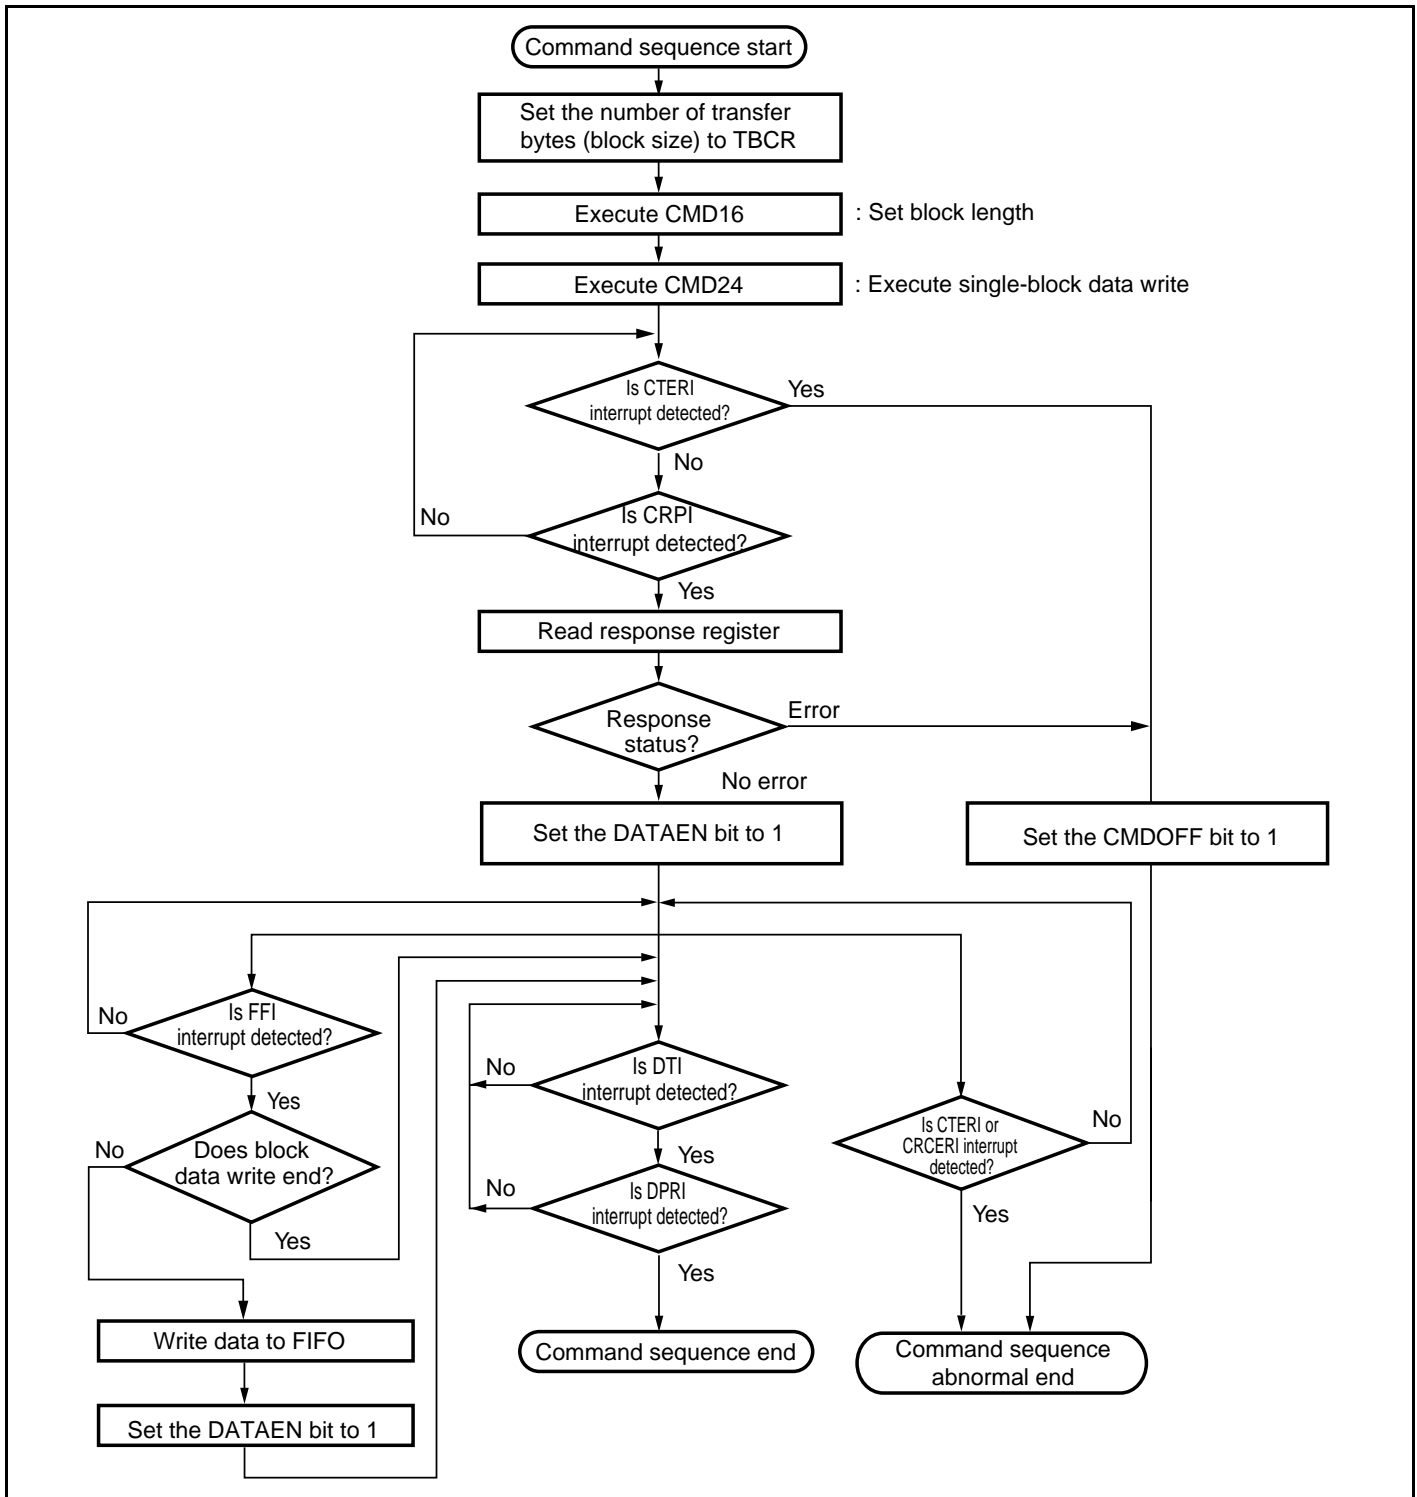 Command sequence start
Set the number of transfer
bytes (block size) to TBCR
Execute CMD16
: Set block length
Execute CMD24
: Execute single-block data write
Is CTERI
interrupt detected?
Yes
No
Is CRPI
interrupt detected?
No
Yes
Read response register
Response
status?
Error
No error
Set the DATAEN bit to 1
Set the CMDOFF bit to 1
Is FFI
interrupt detected?
No
Yes
Is DTI
interrupt detected?
No
Yes
Is CTERI or
CRCERI interrupt
detected?
No
Yes
Does block
data write end?
No
Yes
Is DPRI
interrupt detected?
No
Yes
Write data to FIFO
Command sequence end
Command sequence
abnormal end
Set the DATAEN bit to 1